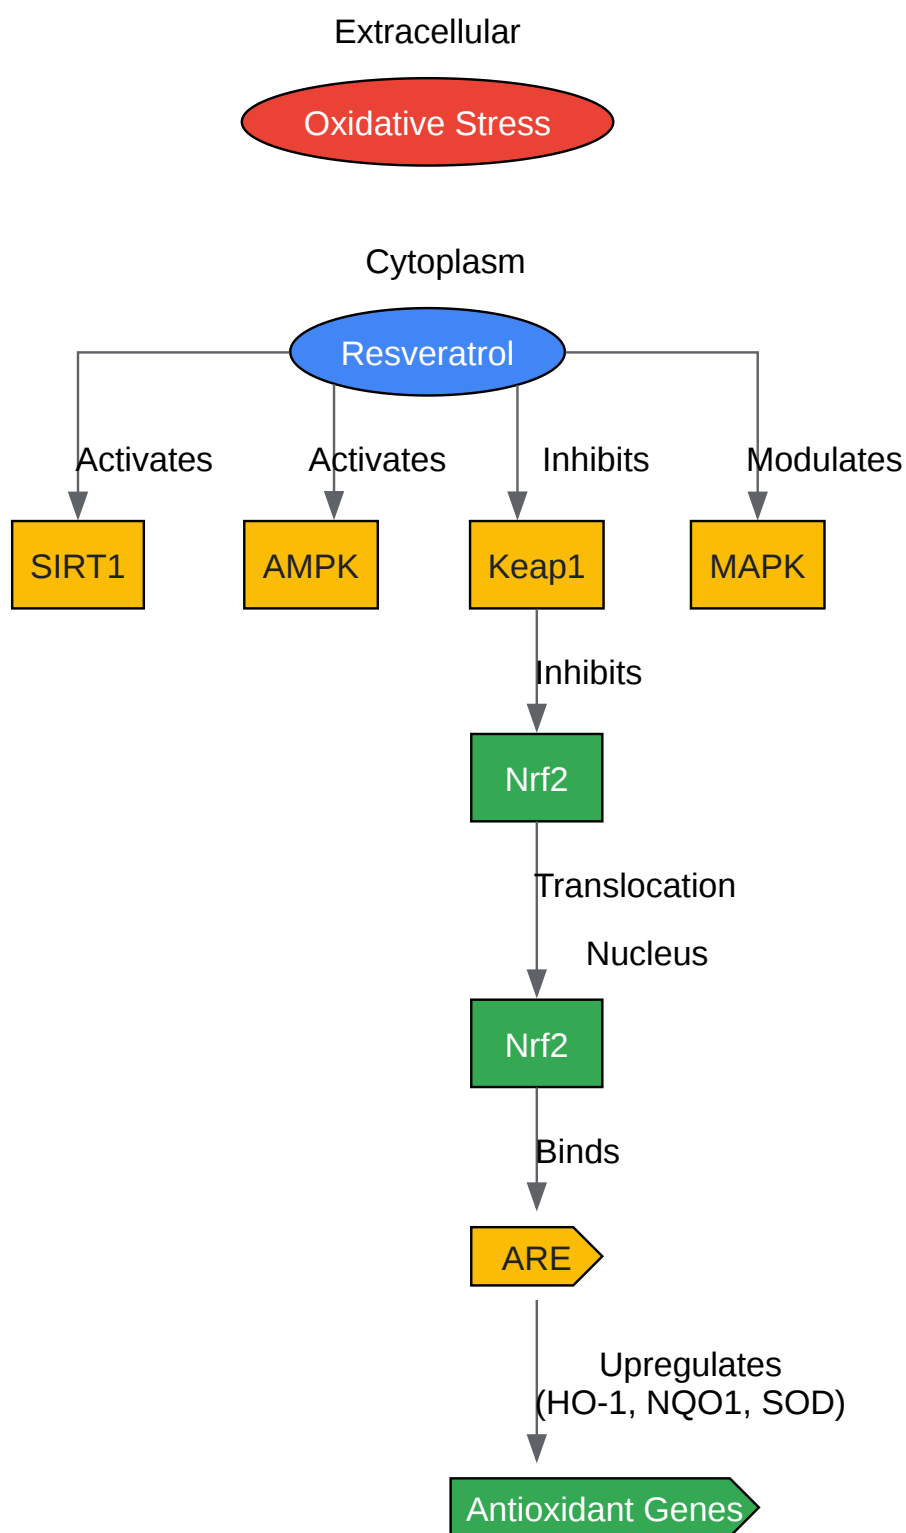 Extracellular
Oxidative Stress
Cytoplasm
Resveratrol
Activates
Activates
Inhibits
Modulates
SIRT1
AMPK
Keap1
MAPK
Inhibits
Nrf2
Translocation
Nucleus
Nrf2
Binds
ARE
Upregulates
(HO-1, NQO1, SOD)
Antioxidant Genes